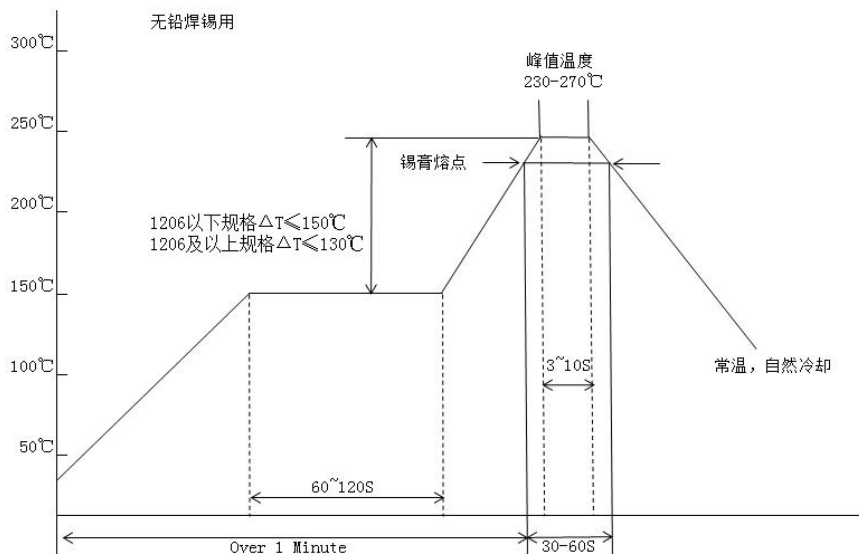 无铅焊锡用
300℃
峰值温度
230-270℃
250℃
锡膏熔点
200℃
1206以下规格△T≤150℃
1206及以上规格△T≤130℃
150℃
100℃
3~10S
常温，自然冷却
50℃
60~120S
Over 1 Minute
30-60S